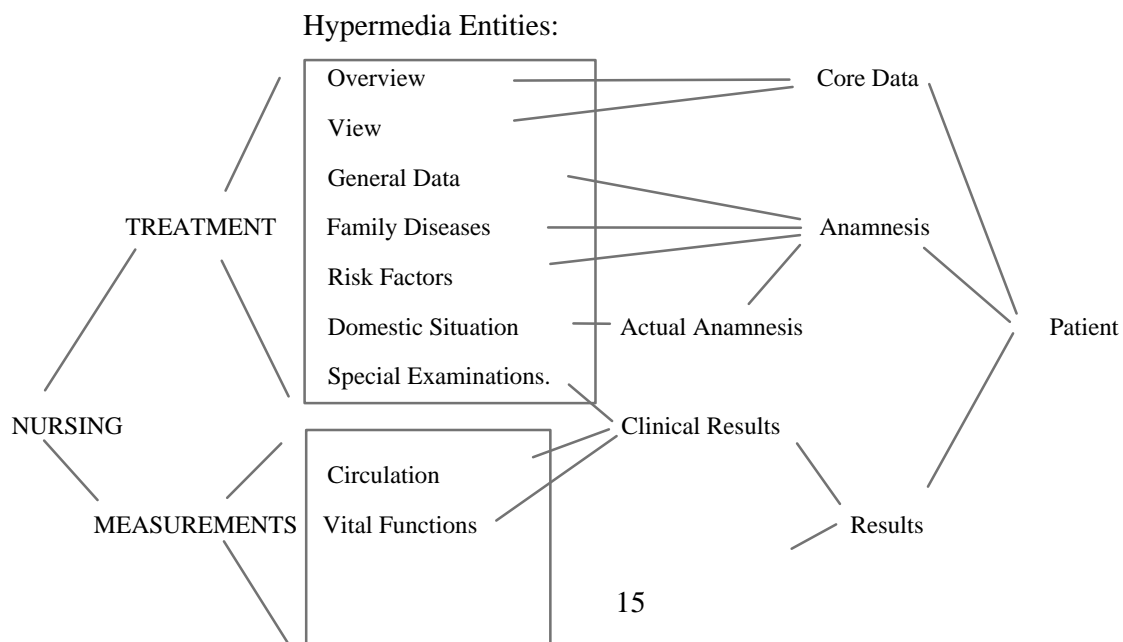 Hypermedia Entities:
Overview Core Data
View
General Data
TREATMENT Family Diseases Anamnesis
Risk Factors
Domestic Situation Actual Anamnesis Patient
Special Examinations.
NURSING Clinical Results
Circulation
MEASUREMENTS Vital Functions Results
15